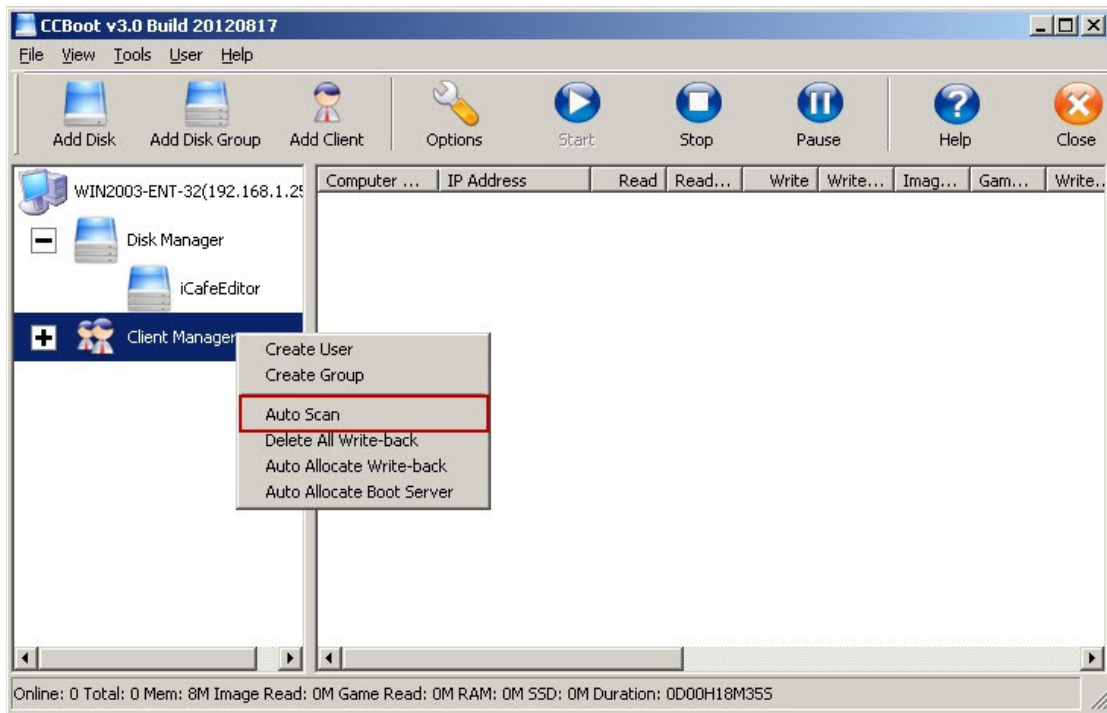 CCBoot v3.0 Build 20120817
File View Tools User Help
Add Disk Add Disk Group Add Client Options Start Stop Pause Help Close
WIN2003-ENT-32(192.168.1.25
Disk Manager
iCafeEditor
Client Manager
Computer ... IP Address Read Read... Write Write... Imag... Gam... Write..
Create User
Create Group
Auto Scan
Delete All Write-back
Auto Allocate Write-back
Auto Allocate Boot Server
Online: 0 Total: 0 Mem: 8M Image Read: 0M Game Read: 0M RAM: 0M SSD: 0M Duration: 0D00H18M35S